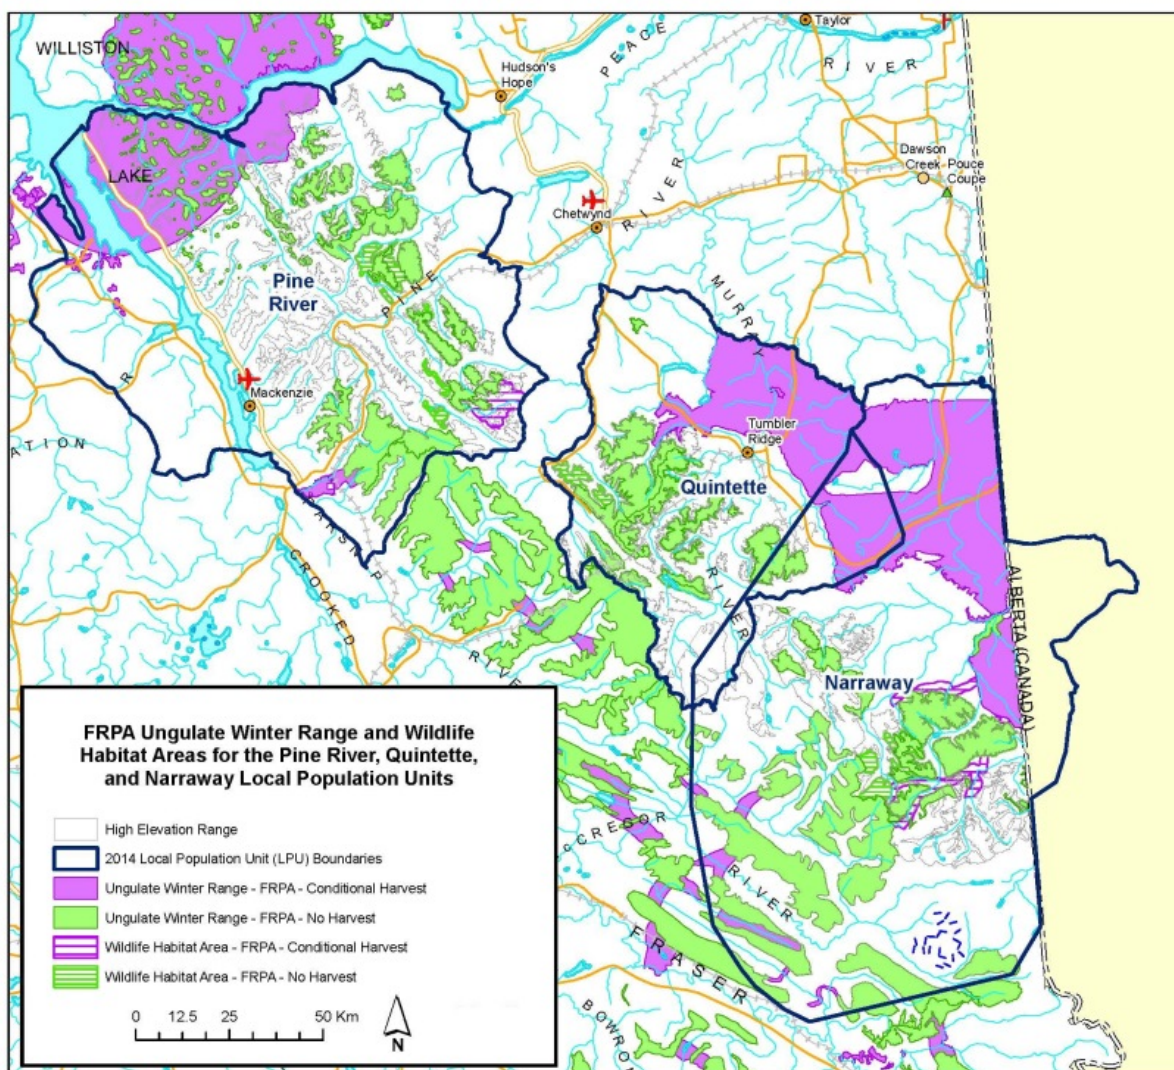 Taylor
WILLISTON
PEACE
RIVER
Hudson's
Hope
LAKE
Dawson
Creek
Pouce
Coupe
Chetwynd
RIVER
Pine
River
PINE
MURRAY
Mackenzie
R
ATION
Tumbler
Ridge
Quintette
PARSNIP
CROOKED
RIVER
RIVE
ALBERTA (CANADA)
Narraway
FRPA Ungulate Winter Range and Wildlife
Habitat Areas for the Pine River, Quintette,
and Narraway Local Population Units
High Elevation Range
2014 Local Population Unit (LPU) Boundaries
Ungulate Winter Range - FRPA - Conditional Harvest
Ungulate Winter Range - FRPA - No Harvest
Wildlife Habitat Area - FRPA - Conditional Harvest
Wildlife Habitat Area - FRPA - No Harvest
0 12.5 25 50 Km
N
McGREGOR
RIVER
FRASER
BOWRO